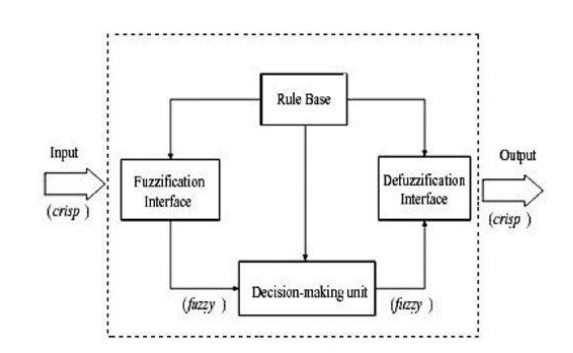 Rule Base
Input
(crisp )
Fuzzification
Interface
Defuzzification
Interface
Output
(crisp )
(fuzzy )
Decision-making unit
(fuzzy )